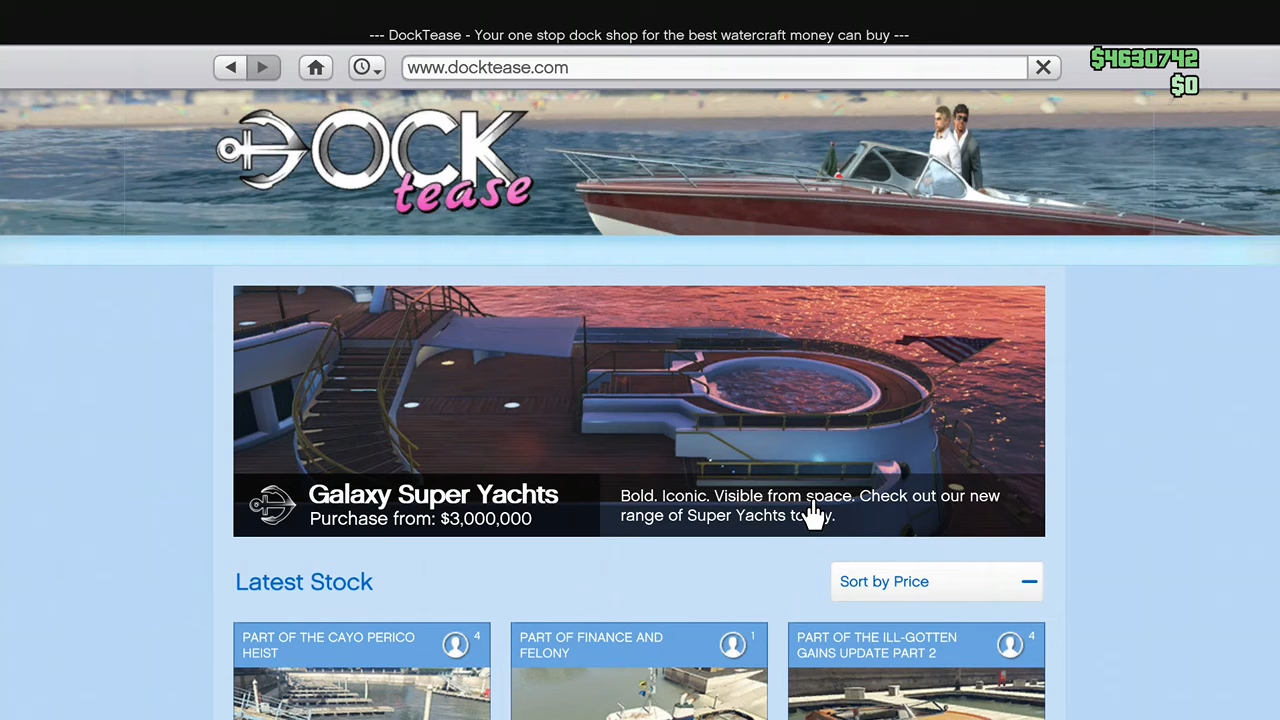 --- DockTease - Your one stop dock shop for the best watercraft money can buy ---
www.docktease.com
$4630742
$0
DOCK
tease
Galaxy Super Yachts
Purchase from: $3,000,000
Bold. Iconic. Visible from space. Check out our new
range of Super Yachts today.
Latest Stock
Sort by Price
PART OF THE CAYO PERICO
HEIST
4
PART OF FINANCE AND
FELONY
1
PART OF THE ILL-GOTTEN
GAINS UPDATE PART 2
4